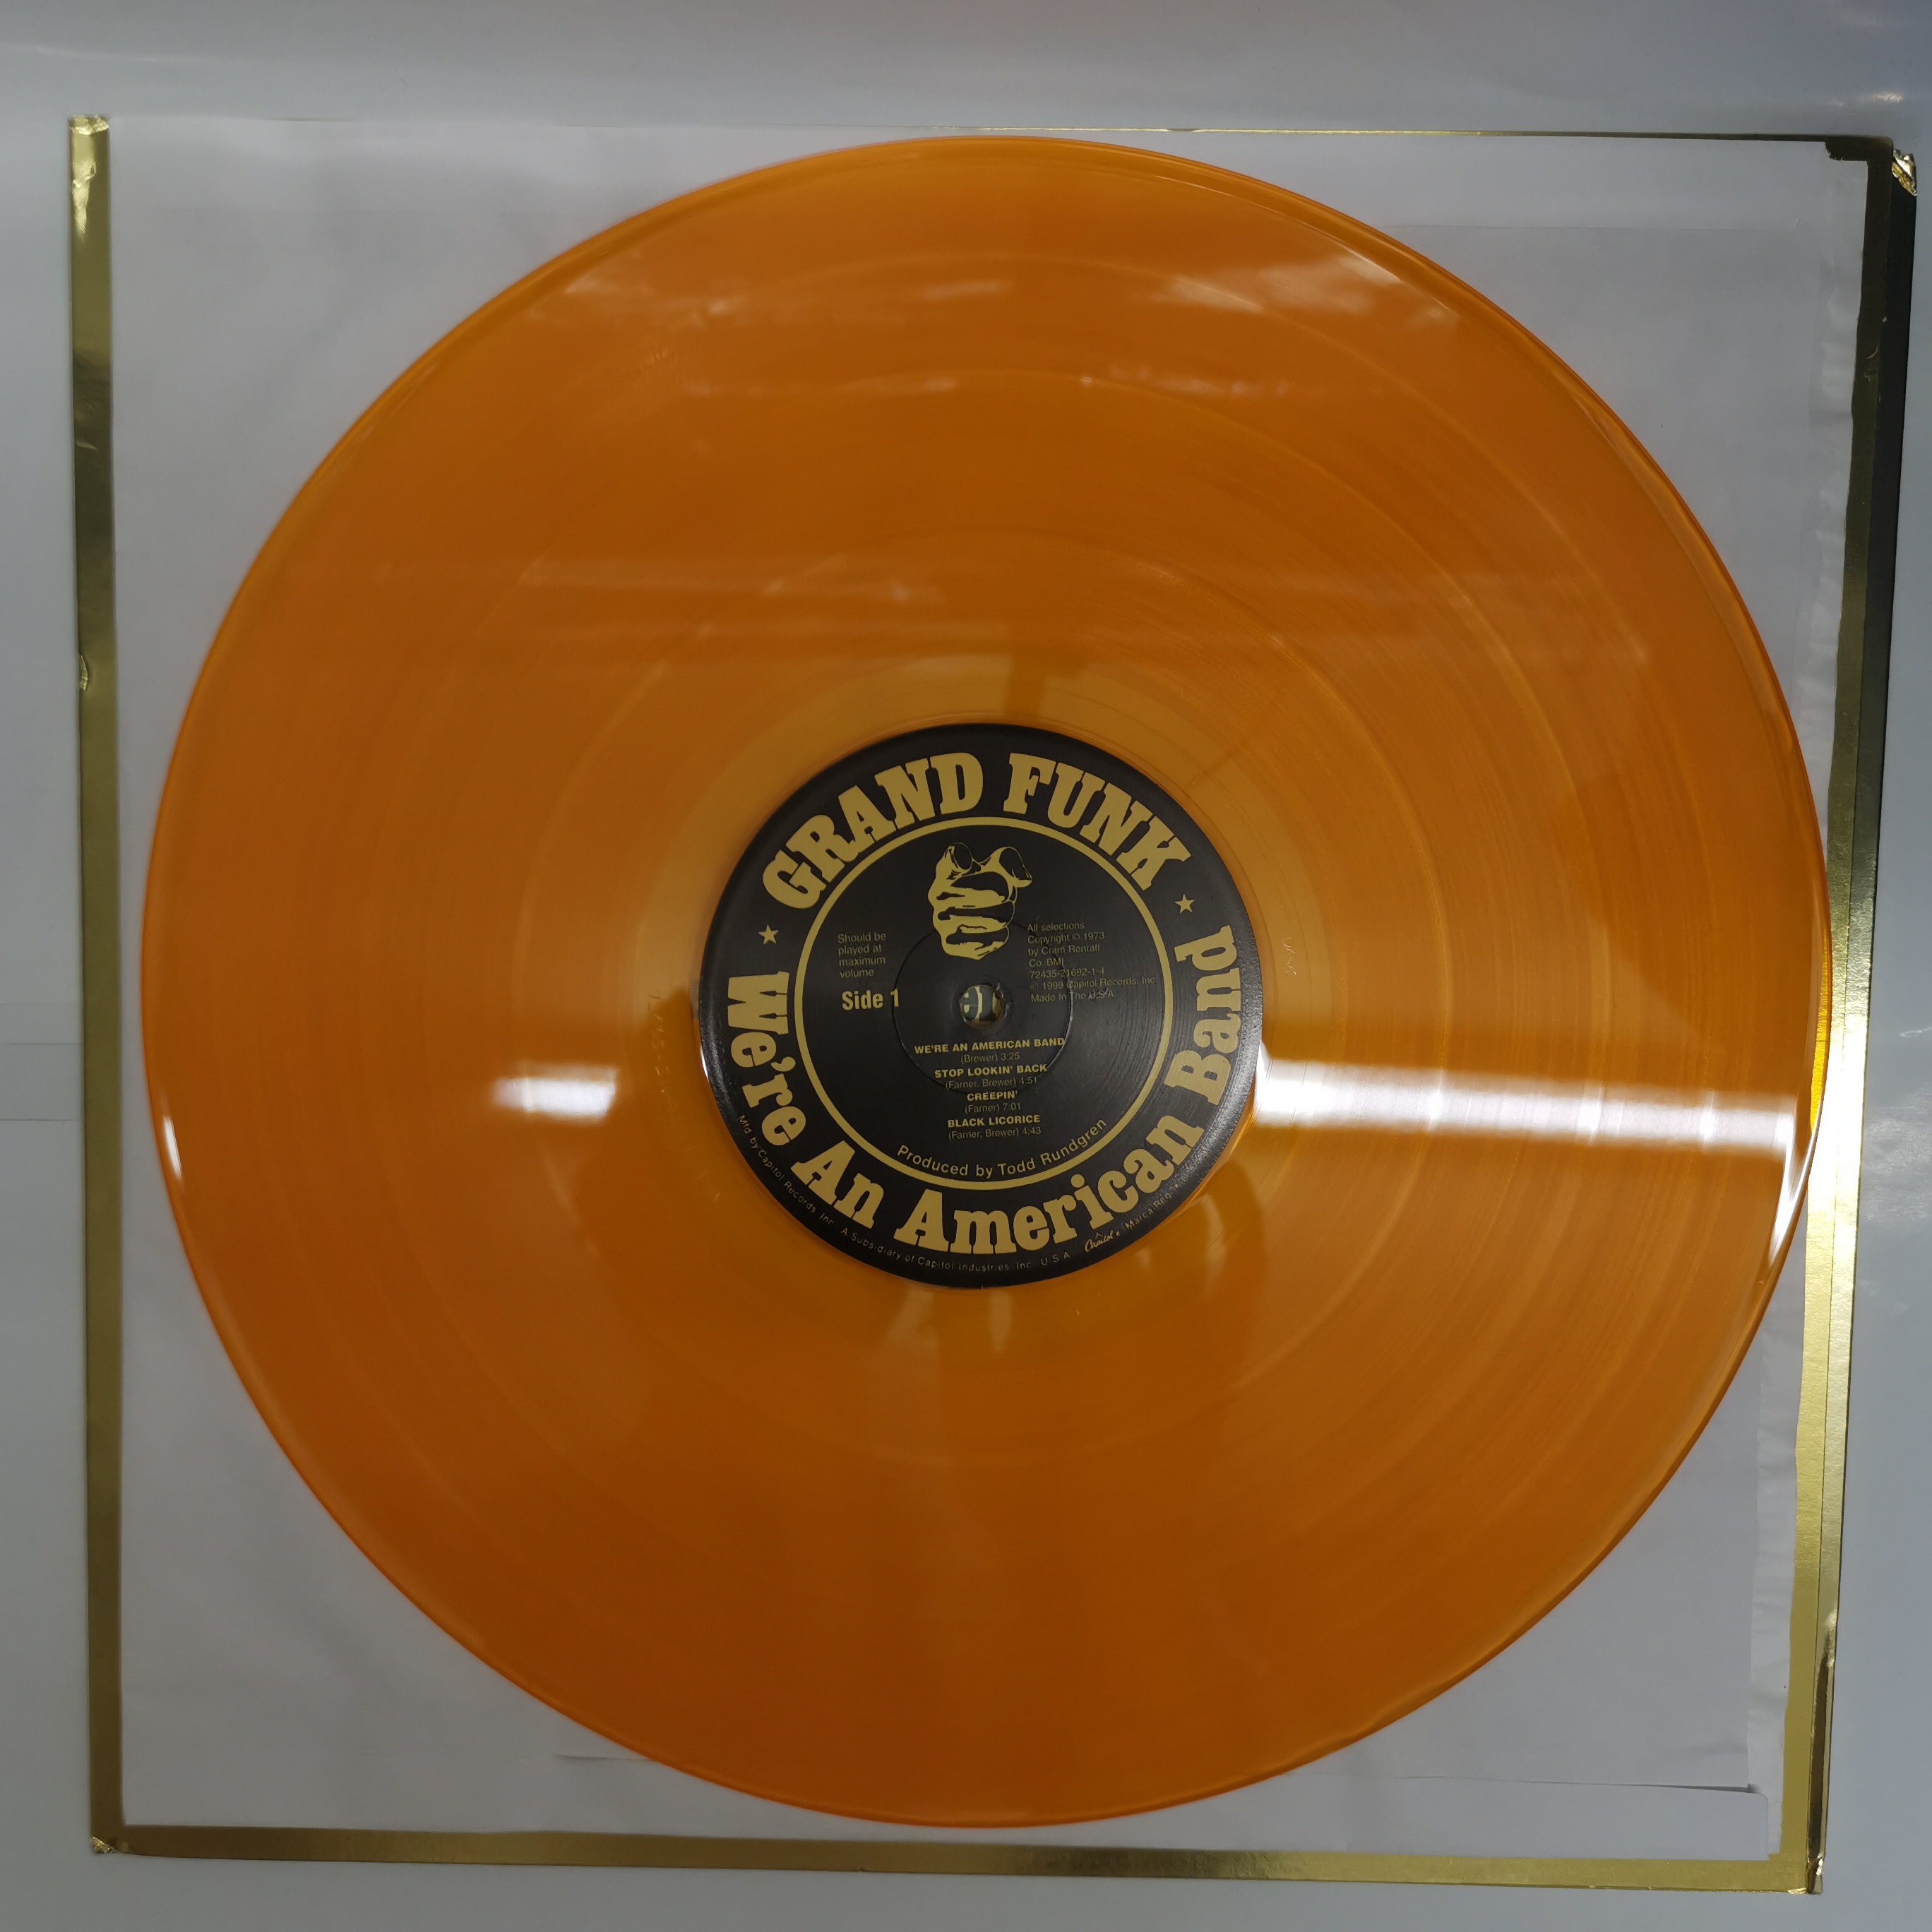 GRAND FUNK
Should be
played at
maximum
volume
Side 1
All selections
Copyright © 1973
by Cram Renraff
Co. BMI
72435-21692-1-4
℗ 1999 Capitol Records, Inc
Made In The U.S.A.
WE'RE AN AMERICAN BAND
(Brewer) 3:25
STOP LOOKIN' BACK
(Farner, Brewer) 4:51
CREEPIN'
(Farner) 7:01
BLACK LICORICE
(Farner, Brewer) 4:43
Produced by Todd Rundgren
We're An American Band
Mfd. by Capitol Records, Inc. A Subsidiary of Capitol Industries, Inc. U.S.A. Capitol Marca Reg.